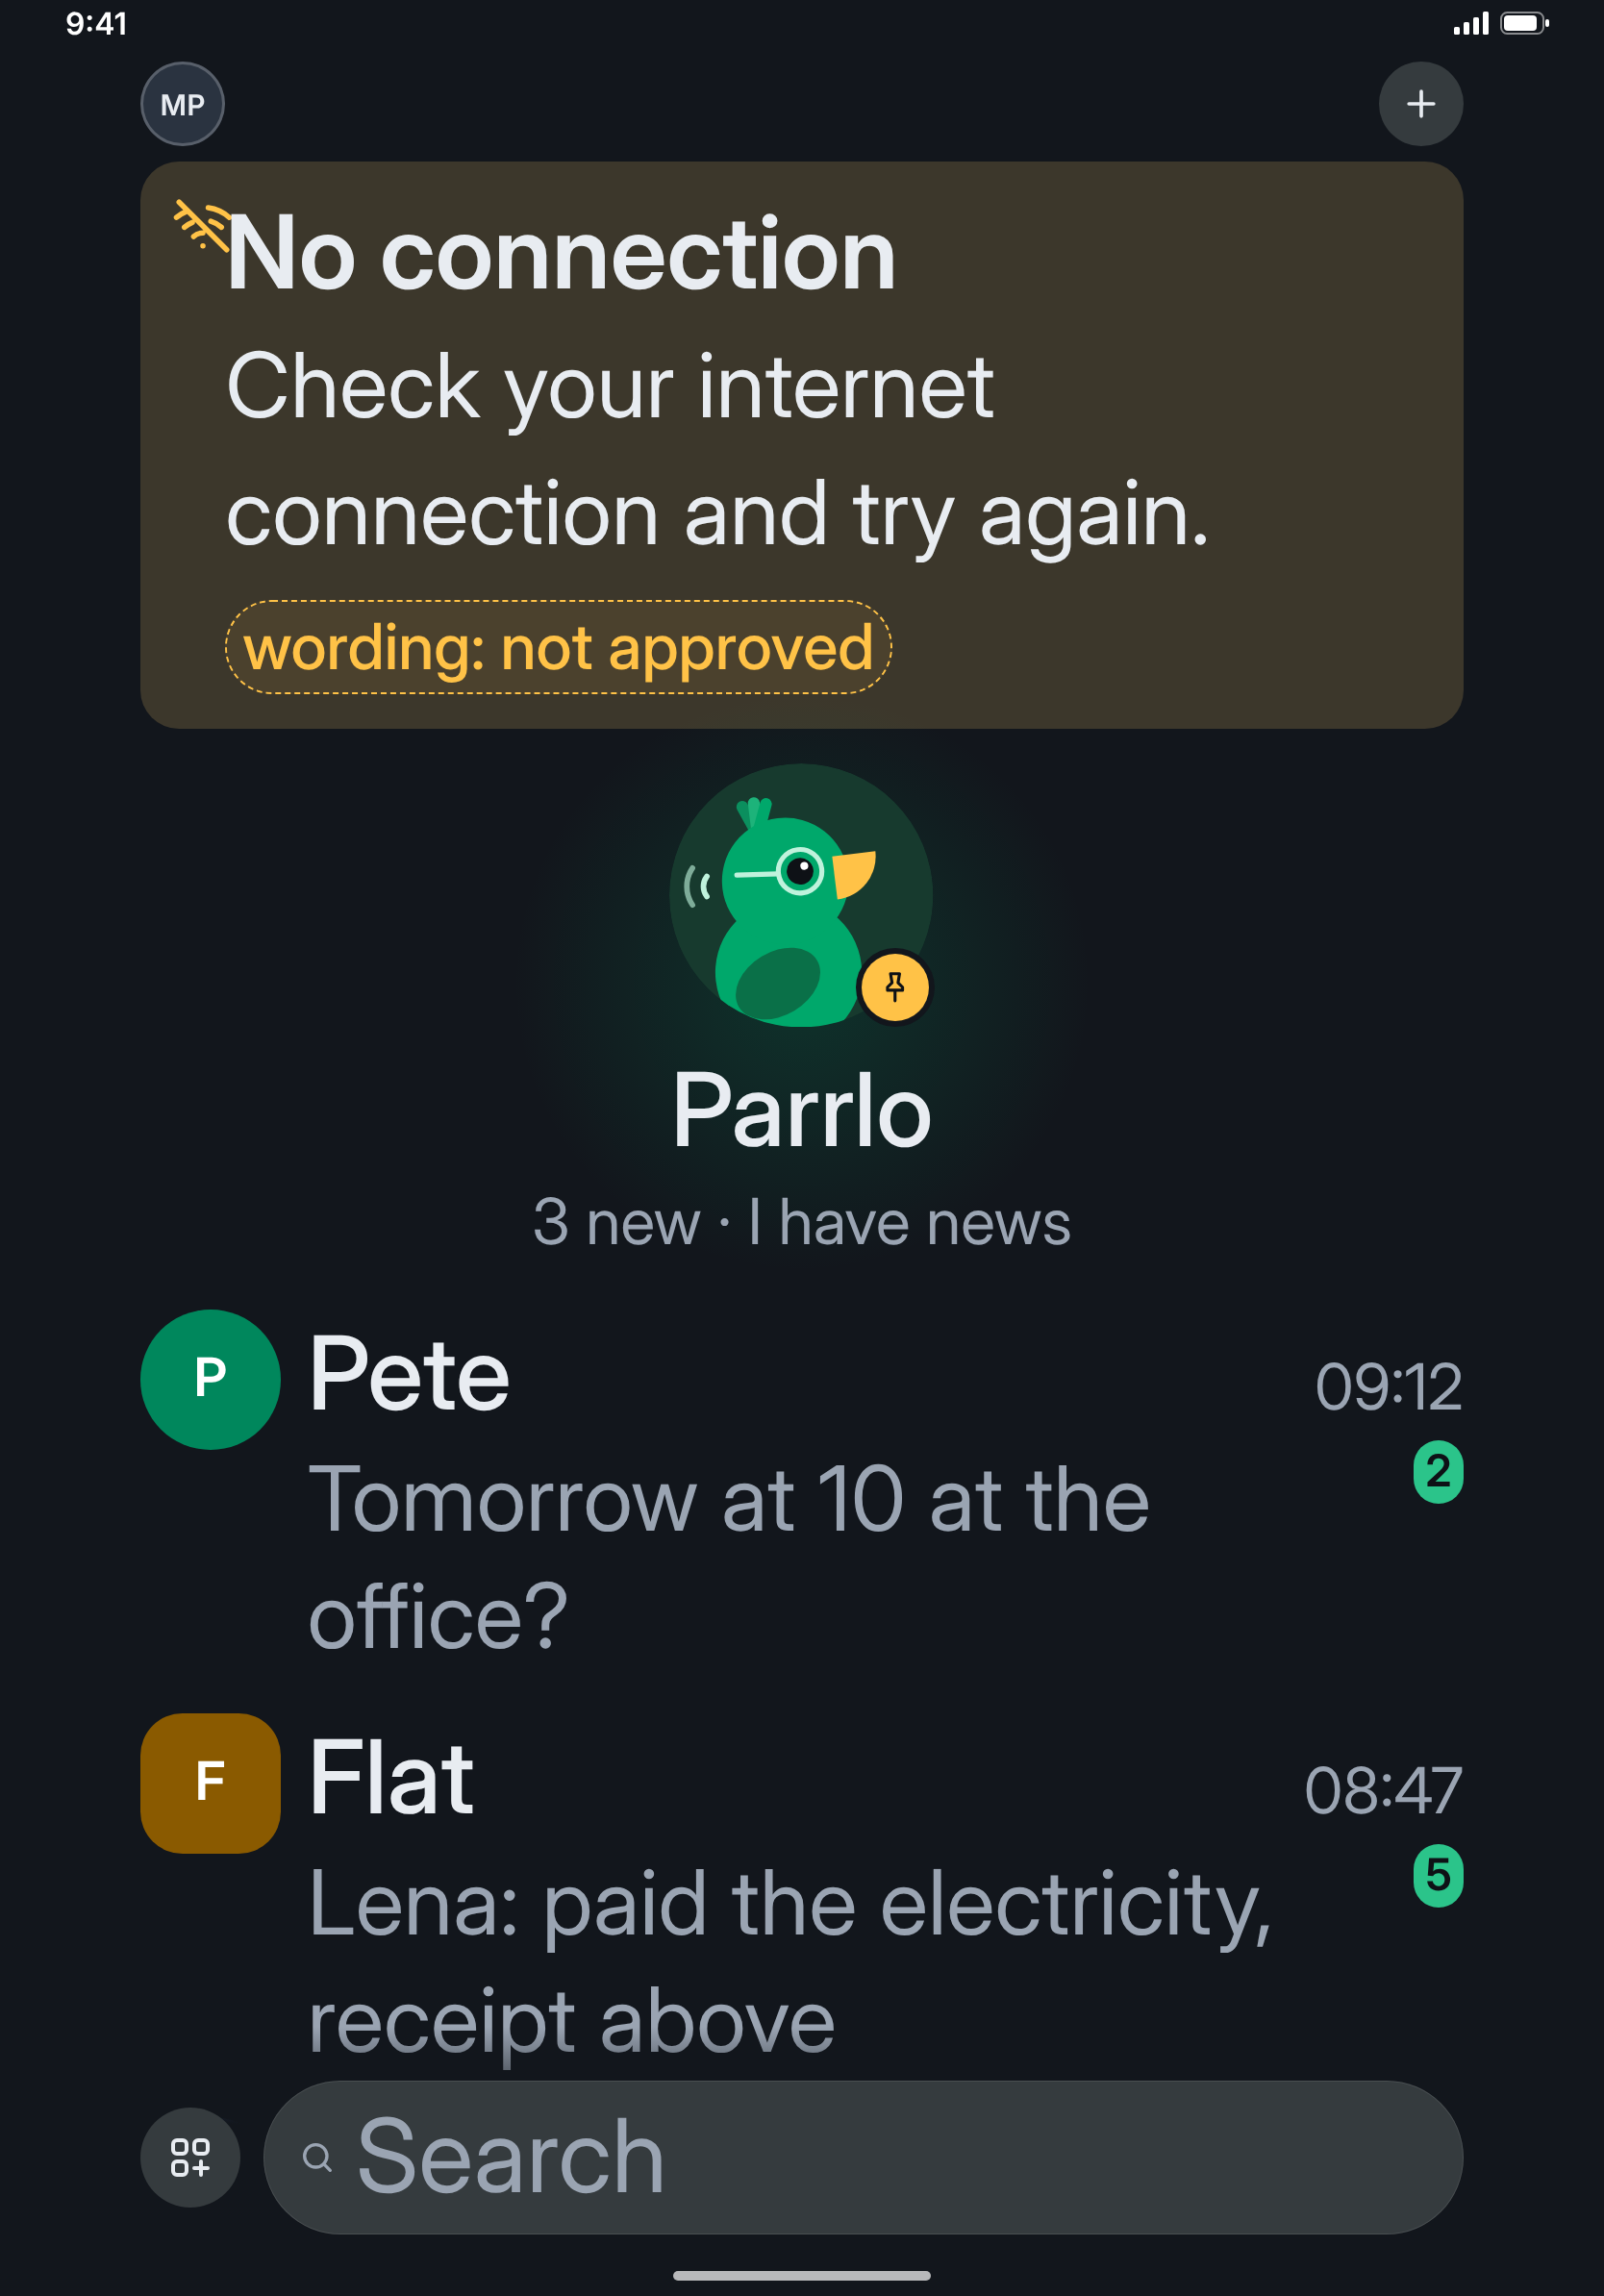 9:41
MP
No connection
Check your internet
connection and try again.
wording: not approved
Parrlo
3 new · I have news
P
Pete
09:12
Tomorrow at 10 at the
2
office?
F
Flat
08:47
Lena: paid the electricity,
5
receipt above
Search